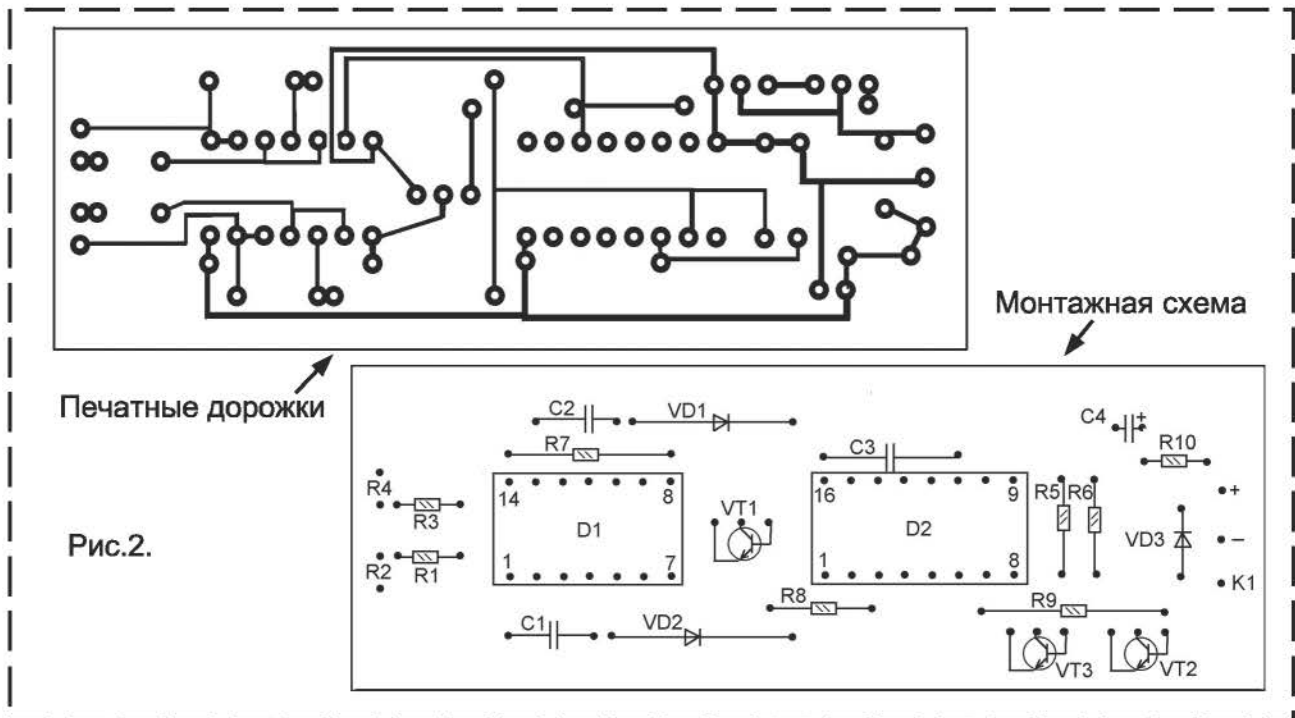 Монтажная схема
Печатные дорожки
Рис.2.
C2
VD1
C4
+
R10
R7
C3
R4
R3
14
8
D1
1
7
VT1
16
9
D2
1
8
R5
R6
VD3
+
–
K1
R2
R1
R8
R9
C1
VD2
VT3
VT2